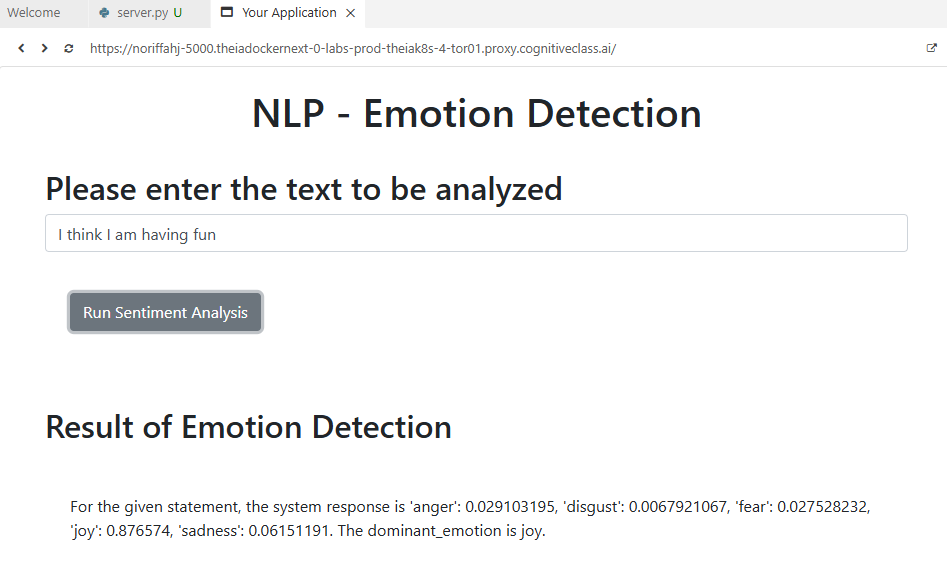 Welcome server.py U Your Application
https://noriffahj-5000.theiadockernext-0-labs-prod-theiak8s-4-tor01.proxy.cognitiveclass.ai/
NLP - Emotion Detection
Please enter the text to be analyzed
I think I am having fun
Run Sentiment Analysis
Result of Emotion Detection
For the given statement, the system response is 'anger': 0.029103195, 'disgust': 0.0067921067, 'fear': 0.027528232,
'joy': 0.876574, 'sadness': 0.06151191. The dominant_emotion is joy.